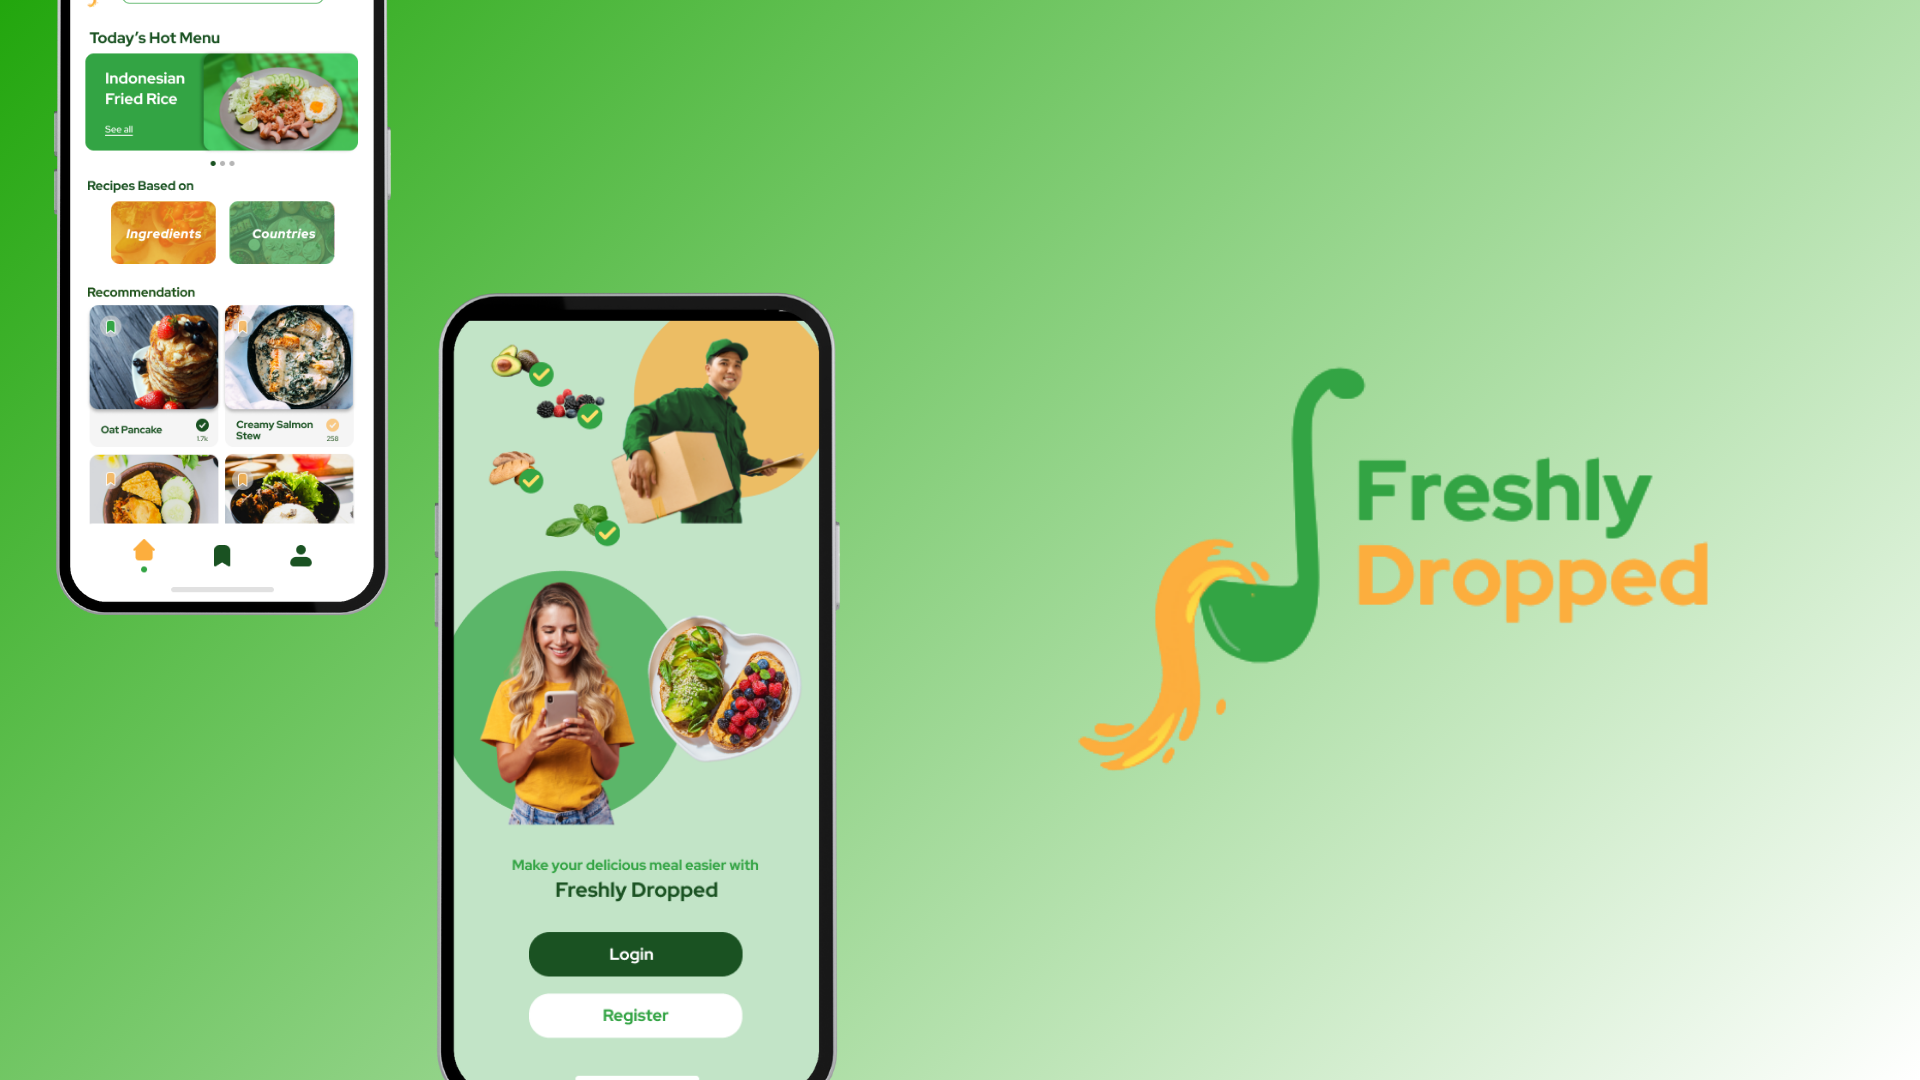 Today's Hot Menu
Indonesian
Fried Rice
See all
Recipes Based on
Ingredients
Countries
Recommendation
Oat Pancake
1.7k
Creamy Salmon
Stew
256
Make your delicious meal easier with
Freshly Dropped
Login
Register
Freshly
Dropped